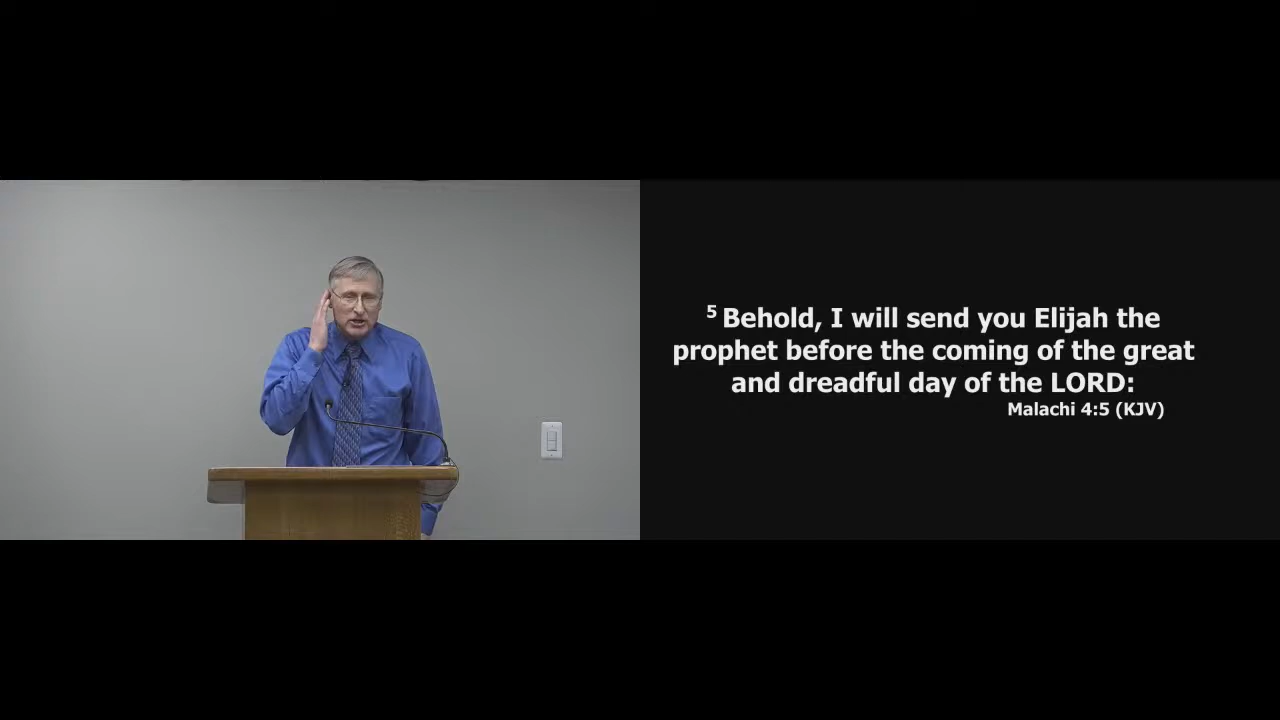 5 Behold, I will send you Elijah the
prophet before the coming of the great
and dreadful day of the LORD:
Malachi 4:5 (KJV)